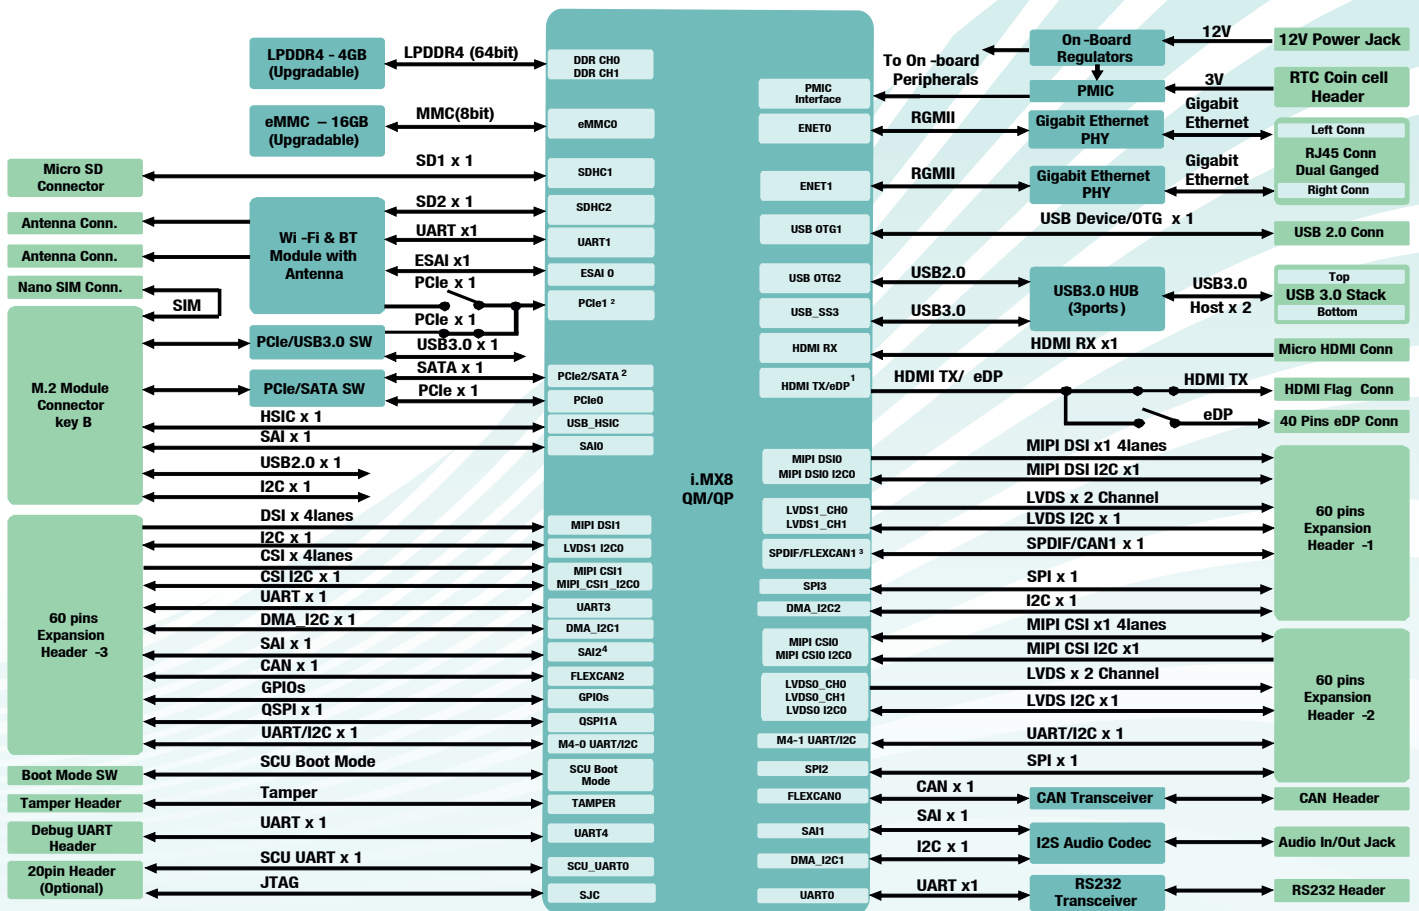 LPDDR4 - 4GB
(Upgradable)
LPDDR4 (64bit)
DDR CH0
DDR CH1
eMMC – 16GB
(Upgradable)
MMC(8bit)
eMMC0
Micro SD
Connector
SD1 x 1
SDHC1
Antenna Conn.
Antenna Conn.
Wi -Fi & BT
Module with
Antenna
SD2 x 1
SDHC2
UART x1
UART1
ESAI x1
ESAI 0
PCIe x 1
PCIe1 ²
Nano SIM Conn.
SIM
PCIe x 1
PCIe/USB3.0 SW
USB3.0 x 1
M.2 Module
Connector
key B
PCIe/SATA SW
SATA x 1
PCIe2/SATA ²
PCIe x 1
PCIe0
HSIC x 1
USB_HSIC
SAI x 1
SAI0
USB2.0 x 1
I2C x 1
60 pins
Expansion
Header -3
DSI x 4lanes
MIPI DSI1
I2C x 1
LVDS1 I2C0
CSI x 4lanes
MIPI CSI1
CSI I2C x 1
MIPI_CSI1_I2C0
UART x 1
UART3
DMA_I2C x 1
DMA_I2C1
SAI x 1
SAI2⁴
CAN x 1
FLEXCAN2
GPIOs
GPIOs
QSPI x 1
QSPI1A
UART/I2C x 1
M4-0 UART/I2C
Boot Mode SW
SCU Boot Mode
SCU Boot
Mode
Tamper Header
Tamper
TAMPER
Debug UART
Header
UART x 1
UART4
20pin Header
(Optional)
SCU UART x 1
SCU_UART0
JTAG
SJC
i.MX8
QM/QP
To On -board
Peripherals
On -Board
Regulators
12V
12V Power Jack
PMIC
Interface
PMIC
3V
RTC Coin cell
Header
ENET0
RGMII
Gigabit Ethernet
PHY
Gigabit
Ethernet
Left Conn
RJ45 Conn
Dual Ganged
Right Conn
ENET1
RGMII
Gigabit Ethernet
PHY
Gigabit
Ethernet
USB OTG1
USB Device/OTG x 1
USB 2.0 Conn
USB OTG2
USB2.0
USB3.0 HUB
(3ports )
USB3.0
Host x 2
Top
USB 3.0 Stack
Bottom
USB_SS3
USB3.0
HDMI RX
HDMI RX x1
Micro HDMI Conn
HDMI TX/eDP¹
HDMI TX/ eDP
HDMI TX
HDMI Flag Conn
eDP
40 Pins eDP Conn
MIPI DSI0
MIPI DSI0 I2C0
MIPI DSI x1 4lanes
MIPI DSI I2C x1
LVDS1_CH0
LVDS1_CH1
LVDS x 2 Channel
LVDS I2C x 1
SPDIF/FLEXCAN1 ³
SPDIF/CAN1 x 1
SPI3
SPI x 1
DMA_I2C2
I2C x 1
60 pins
Expansion
Header -1
MIPI CSI0
MIPI CSI0 I2C0
MIPI CSI x1 4lanes
MIPI CSI I2C x1
LVDS0_CH0
LVDS0_CH1
LVDS0 I2C0
LVDS x 2 Channel
LVDS I2C x 1
M4-1 UART/I2C
UART/I2C x 1
SPI2
SPI x 1
60 pins
Expansion
Header -2
FLEXCAN0
CAN x 1
CAN Transceiver
CAN Header
SAI1
SAI x 1
I2S Audio Codec
Audio In/Out Jack
DMA_I2C1
I2C x 1
UART0
UART x1
RS232
Transceiver
RS232 Header